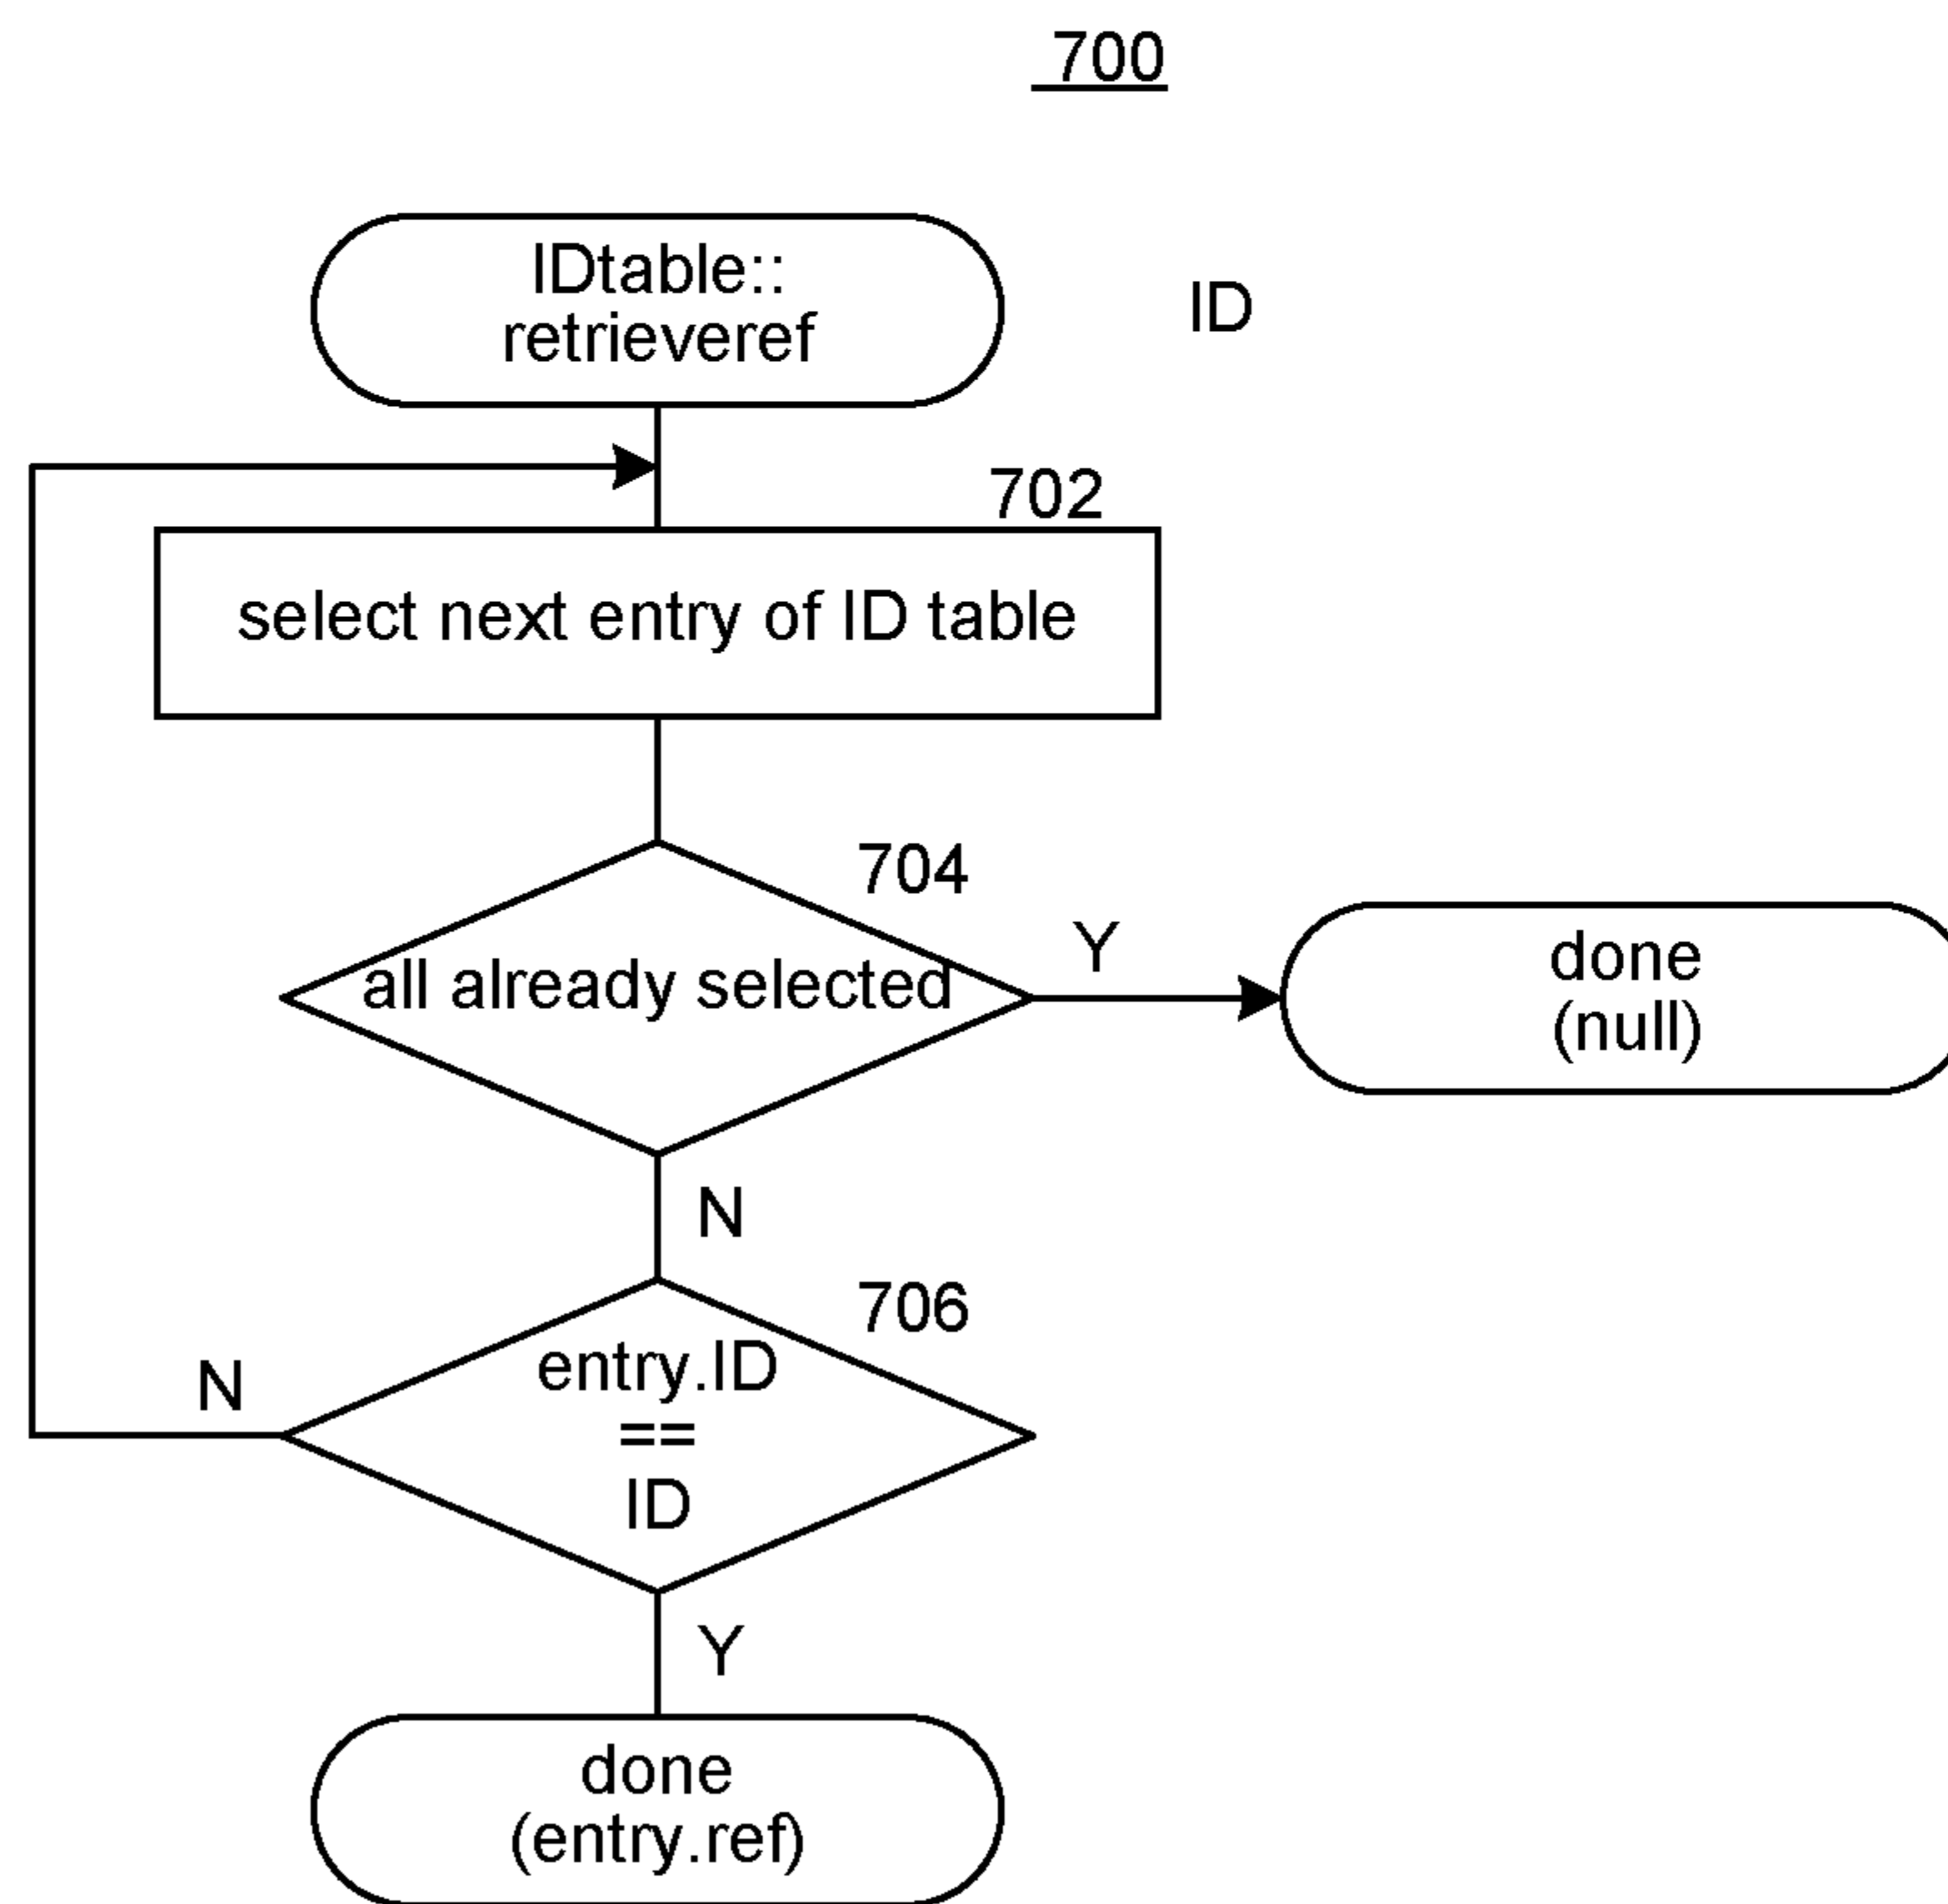 700
IDtable::
retrieveref
ID
702
select next entry of ID table
704
all already selected
Y
done
(null)
N
706
entry.ID
==
ID
N
Y
done
(entry.ref)